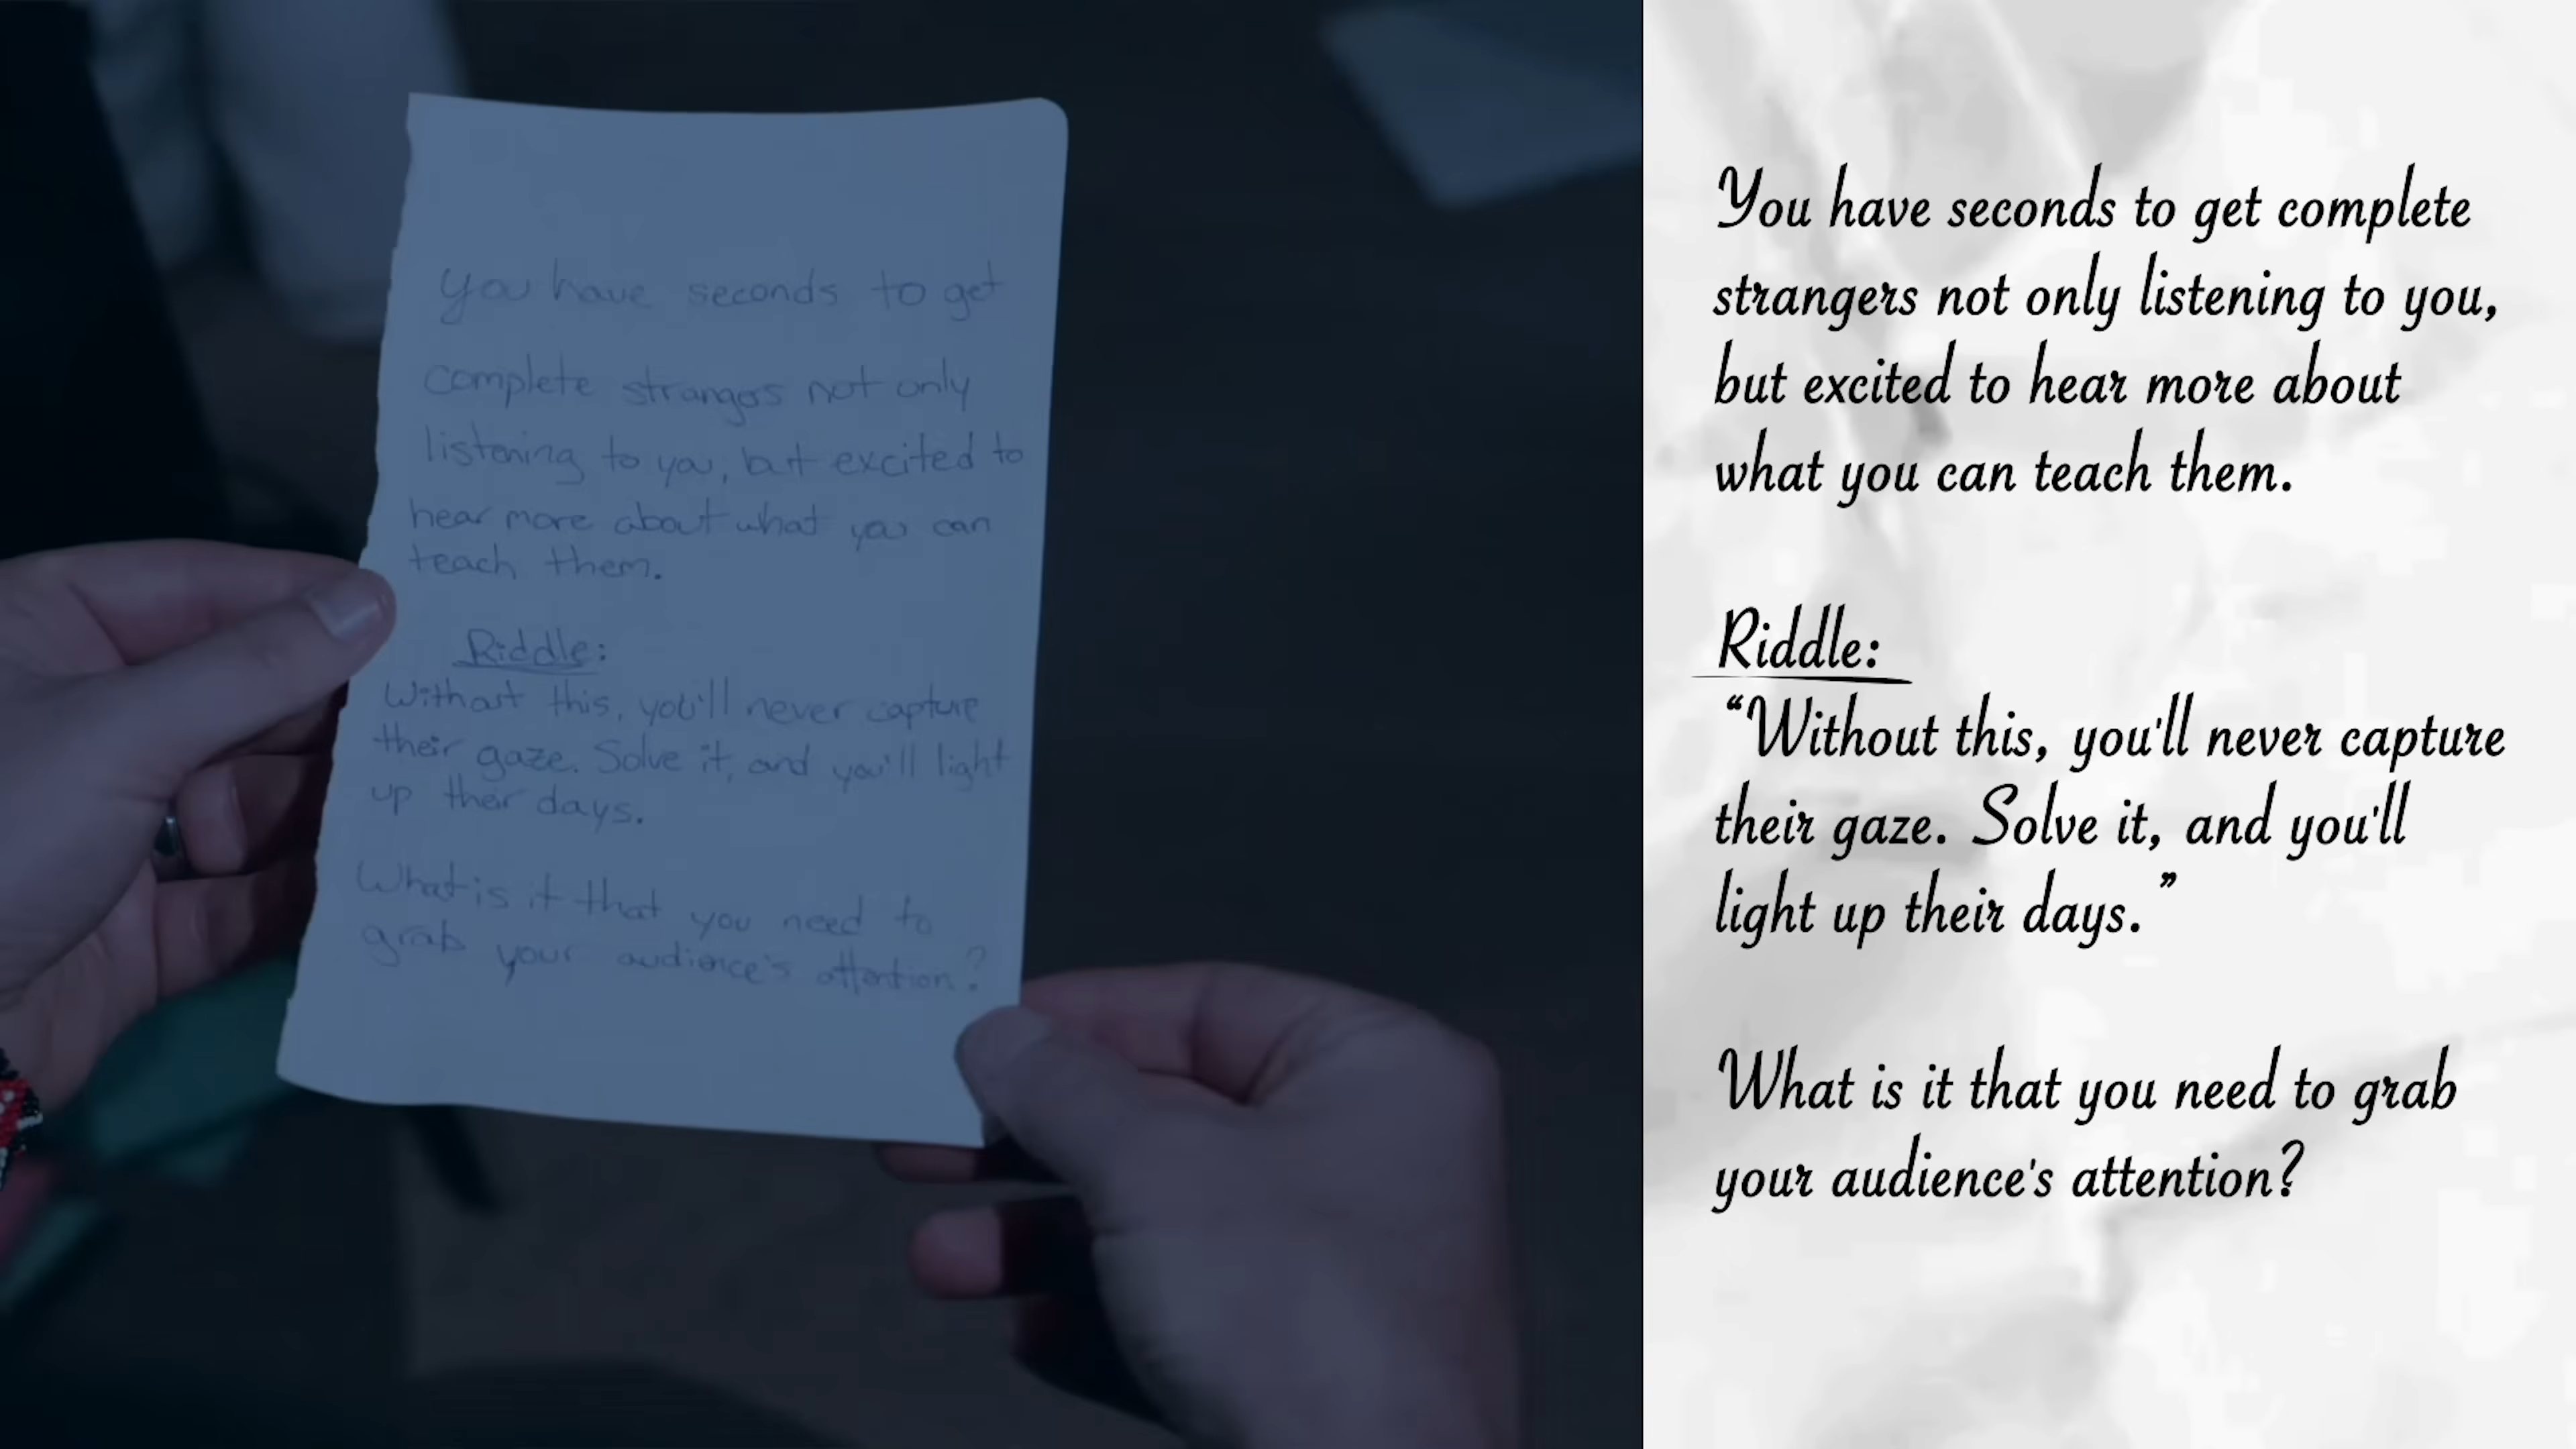 you have seconds to get
complete strangers not only
listening to you, but excited to
hear more about what you can
teach them.
Riddle:
Without this, you'll never capture
their gaze. Solve it, and you'll light
up their days.
What is it that you need to
grab your audience's attention?
You have seconds to get complete
strangers not only listening to you,
but excited to hear more about
what you can teach them.
Riddle:
“Without this, you'll never capture
their gaze. Solve it, and you'll
light up their days.”
What is it that you need to grab
your audience's attention?